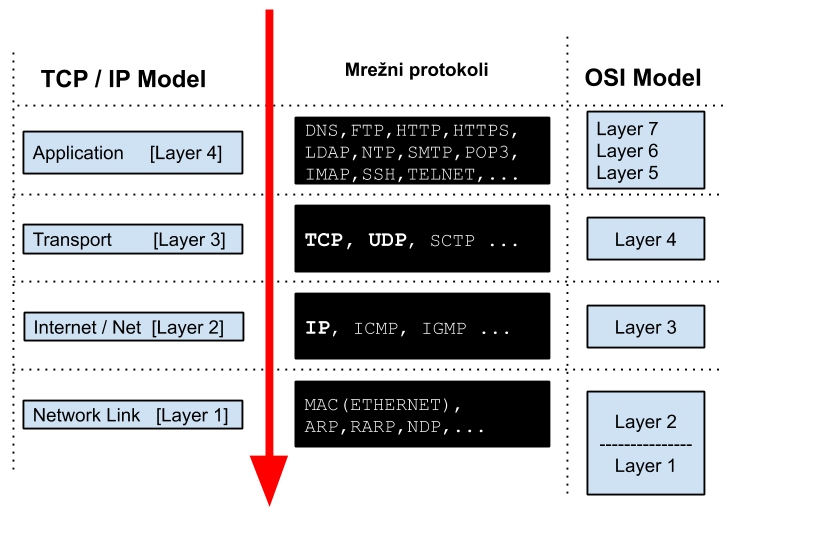 TCP / IP Model
Mrežni protokoli
OSI Model
Application [Layer 4]
DNS,FTP,HTTP,HTTPS,
LDAP,NTP,SMTP,POP3,
IMAP,SSH,TELNET,...
Layer 7
Layer 6
Layer 5
Transport [Layer 3]
TCP, UDP, SCTP ...
Layer 4
Internet / Net [Layer 2]
IP, ICMP, IGMP ...
Layer 3
Network Link [Layer 1]
MAC(ETHERNET),
ARP,RARP,NDP,...
Layer 2
Layer 1